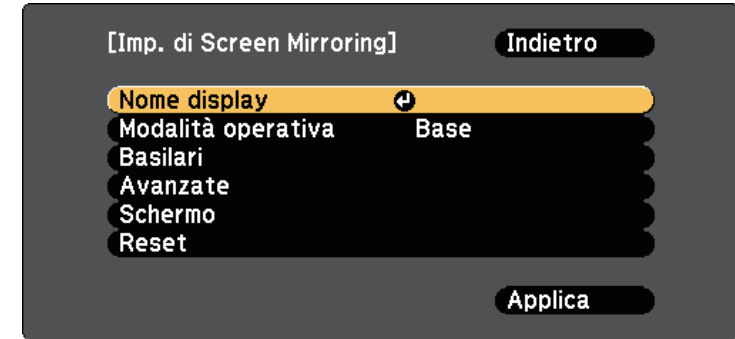 [Imp. di Screen Mirroring] Indietro
Nome display
Modalità operativa Base
Basilari
Avanzate
Schermo
Reset
Applica